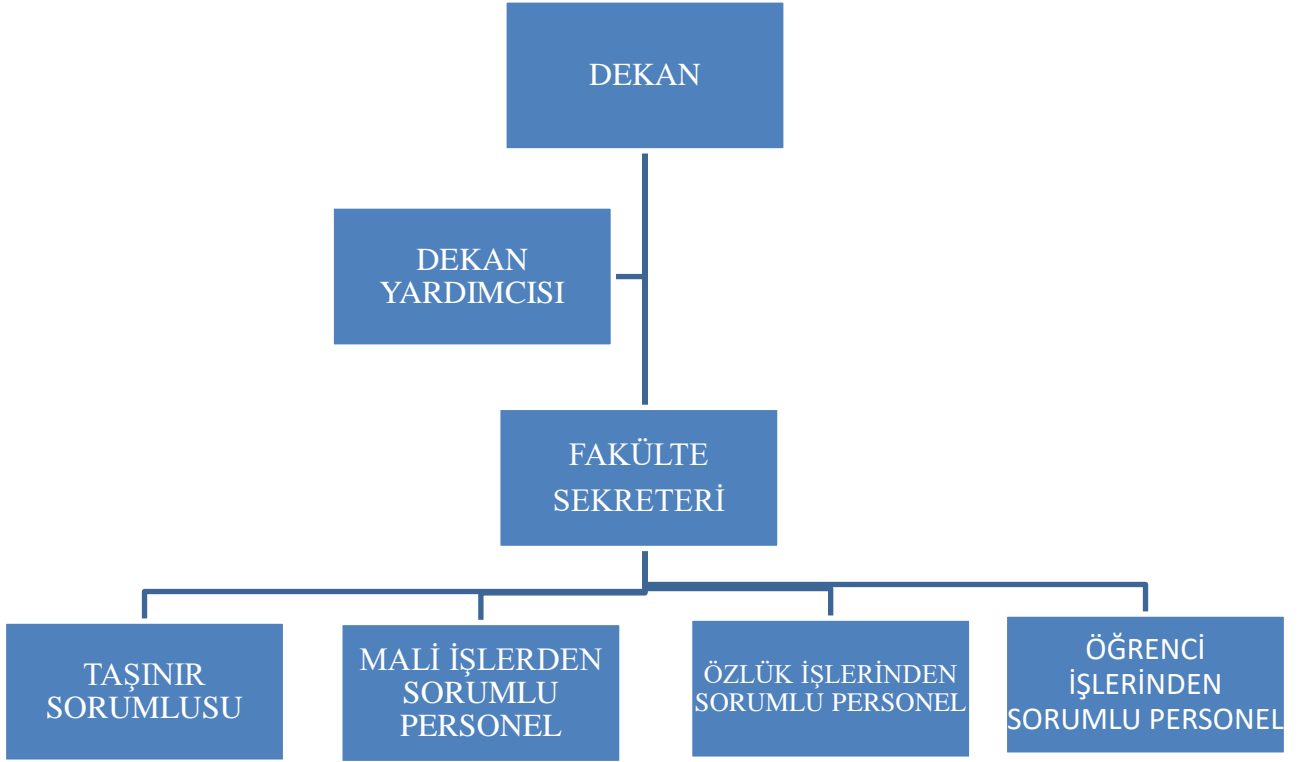 DEKAN
DEKAN
YARDIMCISI
FAKÜLTE
SEKRETERİ
TAŞINIR
SORUMLUSU
MALİ İŞLERDEN
SORUMLU
PERSONEL
ÖZLÜK İŞLERİNDEN
SORUMLU PERSONEL
ÖĞRENCİ
İŞLERİNDEN
SORUMLU PERSONEL